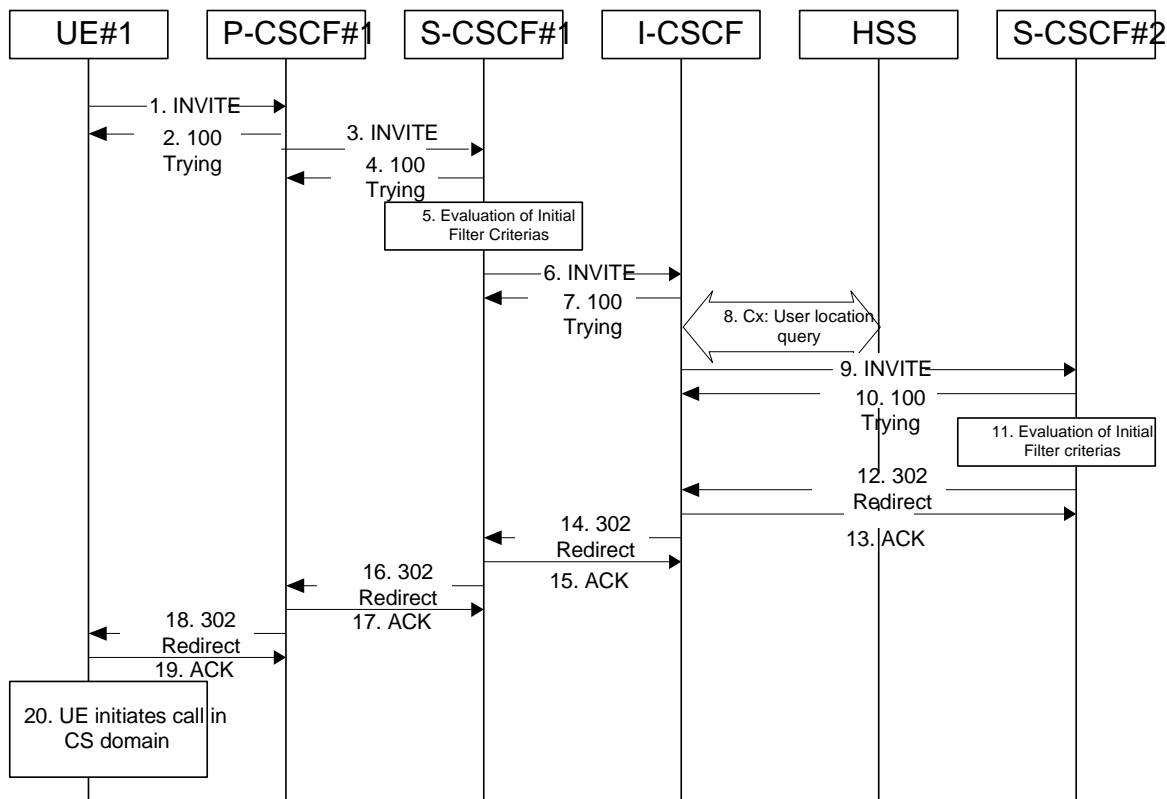 UE#1
P-CSCF#1
S-CSCF#1
I-CSCF
HSS
S-CSCF#2
1. INVITE
2. 100
Trying
3. INVITE
4. 100
Trying
5. Evaluation of Initial
Filter Criterias
6. INVITE
7. 100
Trying
8. Cx: User location
query
9. INVITE
10. 100
Trying
11. Evaluation of Initial
Filter criterias
12. 302
Redirect
13. ACK
14. 302
Redirect
15. ACK
16. 302
Redirect
17. ACK
18. 302
Redirect
19. ACK
20. UE initiates call in
CS domain